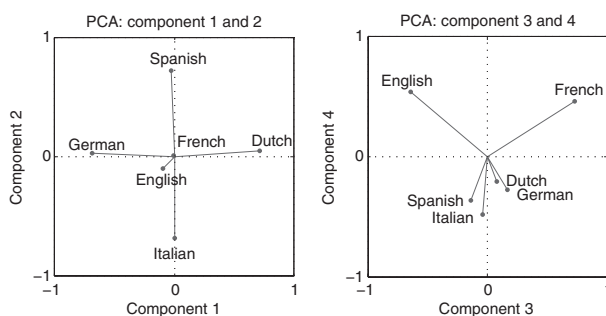 PCA: component 1 and 2
1
Spanish
German
French
Dutch
0
English
Italian
−1
−1
0
1
Component 2
Component 1
PCA: component 3 and 4
1
English
French
0
Dutch
Spanish
German
Italian
−1
−1
0
1
Component 4
Component 3